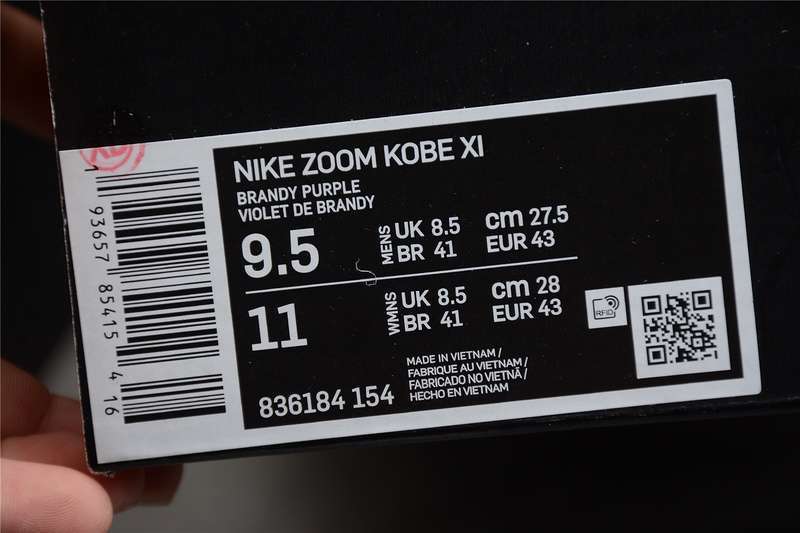 NIKE ZOOM KOBE XI
BRANDY PURPLE
VIOLET DE BRANDY
9.5
MENS
UK 8.5
BR 41
cm 27.5
EUR 43
11
WMNS
UK 8.5
BR 41
cm 28
EUR 43
RFID
836184 154
MADE IN VIETNAM /
FABRIQUE AU VIETNAM /
FABRICADO NO VIETNÃ /
HECHO EN VIETNAM
1 93657 85415 4 16